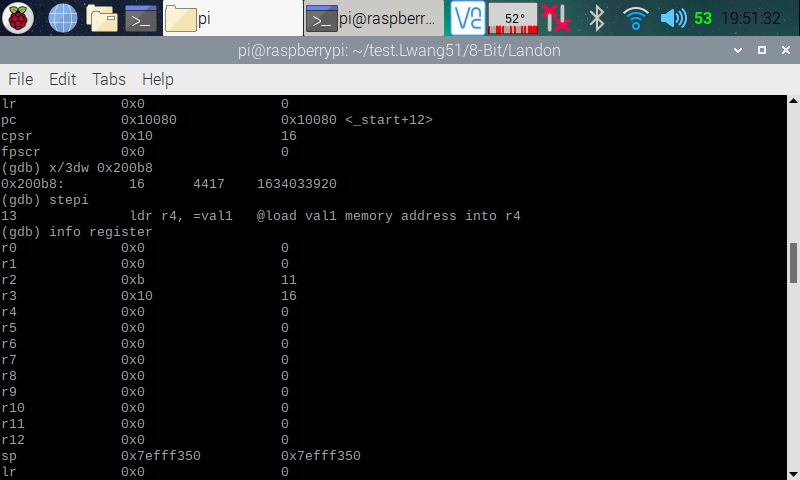 pi
pi@raspberr...
52°
53
19:51:32
pi@raspberrypi: ~/test.Lwang51/8-Bit/Landon
File Edit Tabs Help
lr 0x0 0
pc 0x10080 0x10080 <_start+12>
cpsr 0x10 16
fpscr 0x0 0
(gdb) x/3dw 0x200b8
0x200b8: 16 4417 1634033920
(gdb) stepi
13 ldr r4, =val1 @load val1 memory address into r4
(gdb) info register
r0 0x0 0
r1 0x0 0
r2 0xb 11
r3 0x10 16
r4 0x0 0
r5 0x0 0
r6 0x0 0
r7 0x0 0
r8 0x0 0
r9 0x0 0
r10 0x0 0
r11 0x0 0
r12 0x0 0
sp 0x7efff350 0x7efff350
lr 0x0 0